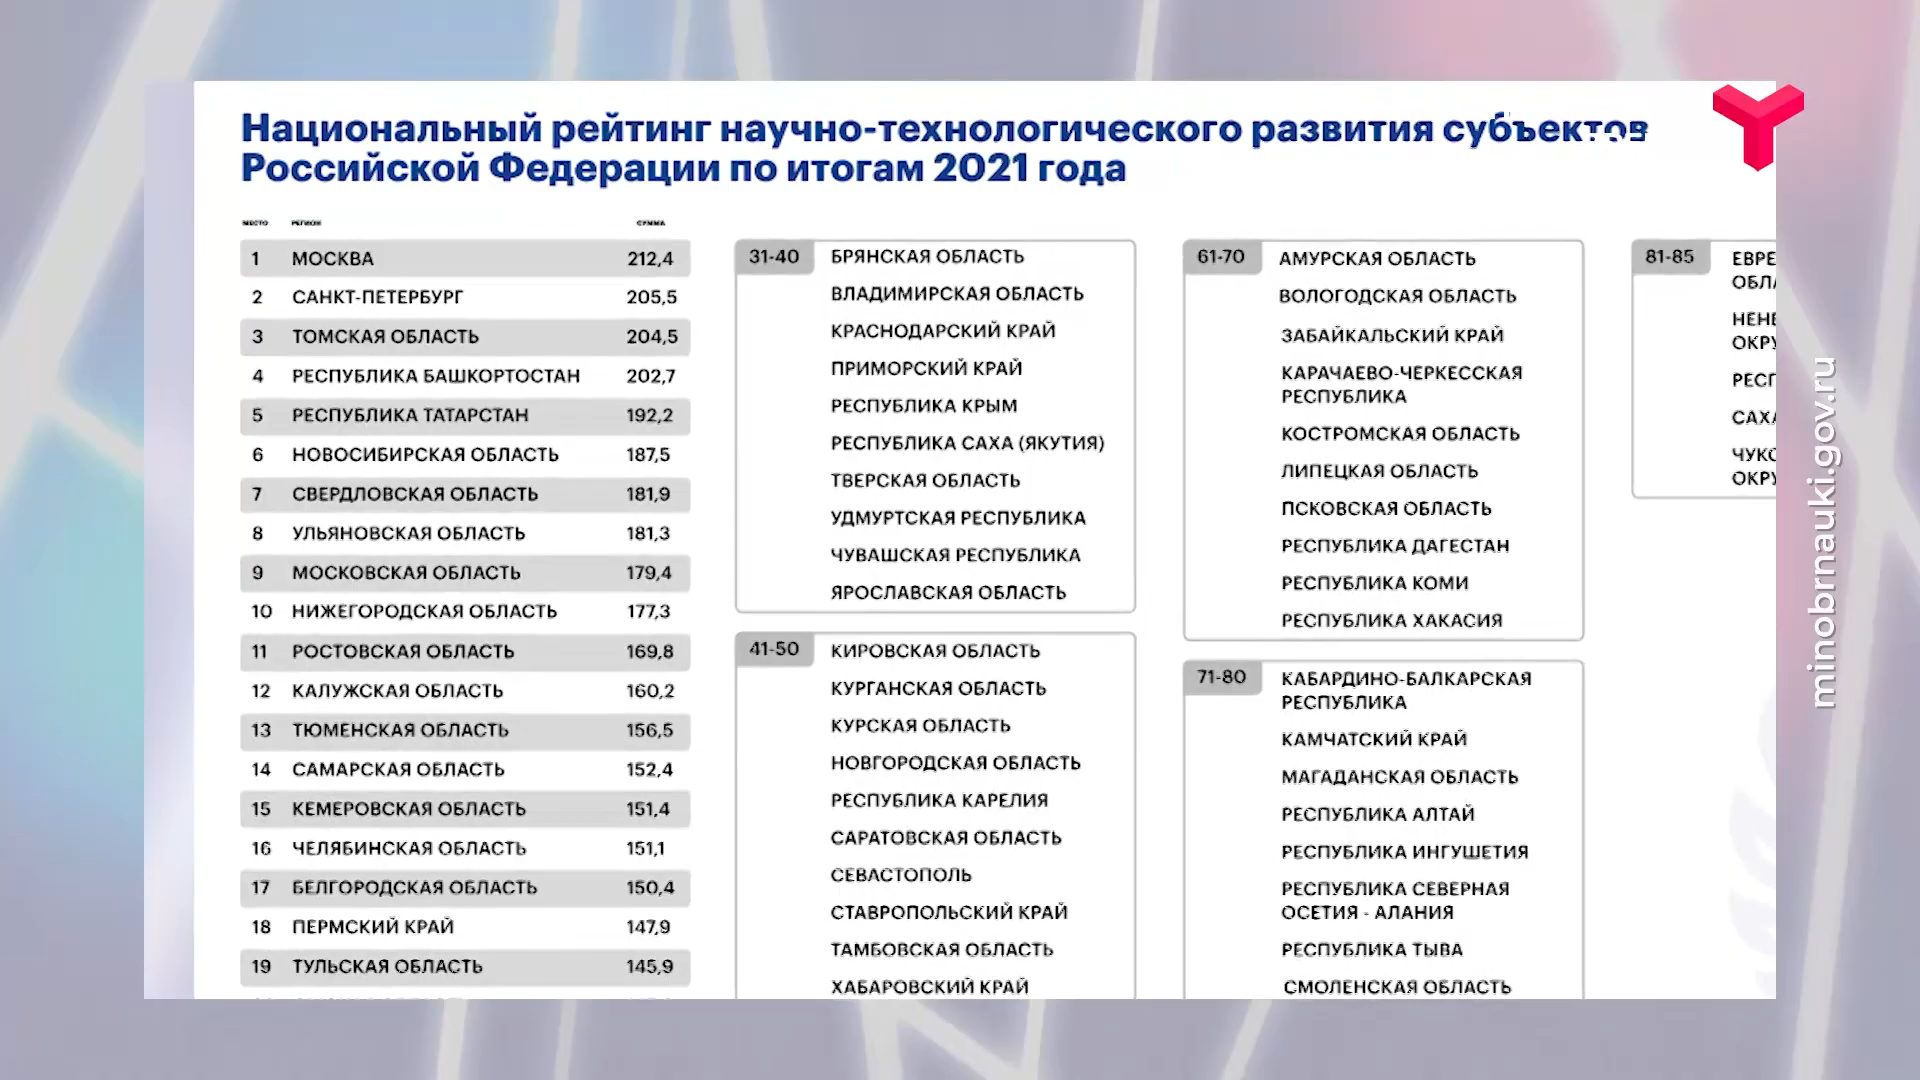 Национальный рейтинг научно-технологического развития субъектов
Российской Федерации по итогам 2021 года
МЕСТО РЕГИОН СУММА
1 МОСКВА 212,4
2 САНКТ-ПЕТЕРБУРГ 205,5
3 ТОМСКАЯ ОБЛАСТЬ 204,5
4 РЕСПУБЛИКА БАШКОРТОСТАН 202,7
5 РЕСПУБЛИКА ТАТАРСТАН 192,2
6 НОВОСИБИРСКАЯ ОБЛАСТЬ 187,5
7 СВЕРДЛОВСКАЯ ОБЛАСТЬ 181,9
8 УЛЬЯНОВСКАЯ ОБЛАСТЬ 181,3
9 МОСКОВСКАЯ ОБЛАСТЬ 179,4
10 НИЖЕГОРОДСКАЯ ОБЛАСТЬ 177,3
11 РОСТОВСКАЯ ОБЛАСТЬ 169,8
12 КАЛУЖСКАЯ ОБЛАСТЬ 160,2
13 ТЮМЕНСКАЯ ОБЛАСТЬ 156,5
14 САМАРСКАЯ ОБЛАСТЬ 152,4
15 КЕМЕРОВСКАЯ ОБЛАСТЬ 151,4
16 ЧЕЛЯБИНСКАЯ ОБЛАСТЬ 151,1
17 БЕЛГОРОДСКАЯ ОБЛАСТЬ 150,4
18 ПЕРМСКИЙ КРАЙ 147,9
19 ТУЛЬСКАЯ ОБЛАСТЬ 145,9
31-40 БРЯНСКАЯ ОБЛАСТЬ
ВЛАДИМИРСКАЯ ОБЛАСТЬ
КРАСНОДАРСКИЙ КРАЙ
ПРИМОРСКИЙ КРАЙ
РЕСПУБЛИКА КРЫМ
РЕСПУБЛИКА САХА (ЯКУТИЯ)
ТВЕРСКАЯ ОБЛАСТЬ
УДМУРТСКАЯ РЕСПУБЛИКА
ЧУВАШСКАЯ РЕСПУБЛИКА
ЯРОСЛАВСКАЯ ОБЛАСТЬ
41-50 КИРОВСКАЯ ОБЛАСТЬ
КУРГАНСКАЯ ОБЛАСТЬ
КУРСКАЯ ОБЛАСТЬ
НОВГОРОДСКАЯ ОБЛАСТЬ
РЕСПУБЛИКА КАРЕЛИЯ
САРАТОВСКАЯ ОБЛАСТЬ
СЕВАСТОПОЛЬ
СТАВРОПОЛЬСКИЙ КРАЙ
ТАМБОВСКАЯ ОБЛАСТЬ
ХАБАРОВСКИЙ КРАЙ
61-70 АМУРСКАЯ ОБЛАСТЬ
ВОЛОГОДСКАЯ ОБЛАСТЬ
ЗАБАЙКАЛЬСКИЙ КРАЙ
КАРАЧАЕВО-ЧЕРКЕССКАЯ
РЕСПУБЛИКА
КОСТРОМСКАЯ ОБЛАСТЬ
ЛИПЕЦКАЯ ОБЛАСТЬ
ПСКОВСКАЯ ОБЛАСТЬ
РЕСПУБЛИКА ДАГЕСТАН
РЕСПУБЛИКА КОМИ
РЕСПУБЛИКА ХАКАСИЯ
71-80 КАБАРДИНО-БАЛКАРСКАЯ
РЕСПУБЛИКА
КАМЧАТСКИЙ КРАЙ
МАГАДАНСКАЯ ОБЛАСТЬ
РЕСПУБЛИКА АЛТАЙ
РЕСПУБЛИКА ИНГУШЕТИЯ
РЕСПУБЛИКА СЕВЕРНАЯ
ОСЕТИЯ - АЛАНИЯ
РЕСПУБЛИКА ТЫВА
СМОЛЕНСКАЯ ОБЛАСТЬ
81-85
minobrnauki.gov.ru